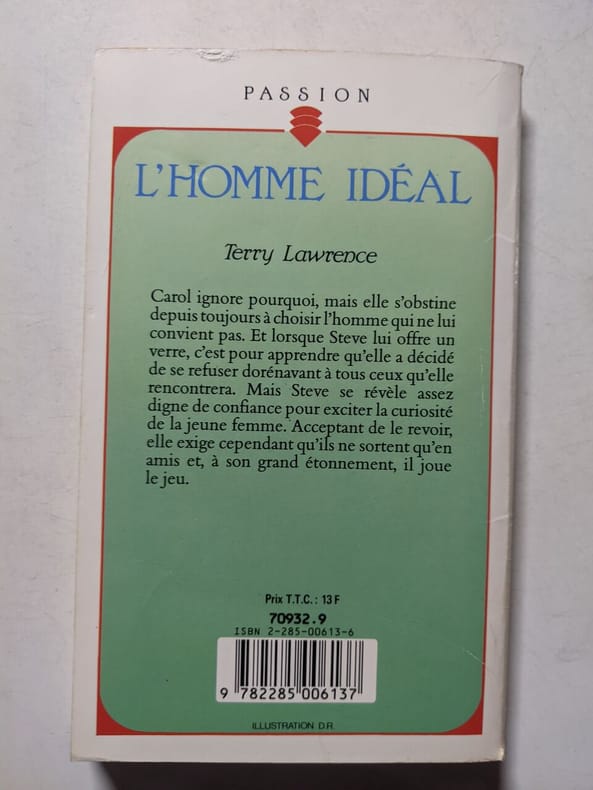 PASSION
L'HOMME IDÉAL
Terry Lawrence
Carol ignore pourquoi, mais elle s'obstine
depuis toujours à choisir l'homme qui ne lui
convient pas. Et lorsque Steve lui offre un
verre, c'est pour apprendre qu'elle a décidé
de se refuser dorénavant à tous ceux qu'elle
rencontrera. Mais Steve se révèle assez
digne de confiance pour exciter la curiosité
de la jeune femme. Acceptant de le revoir,
elle exige cependant qu'ils ne sortent qu'en
amis et, à son grand étonnement, il joue
le jeu.
Prix T.T.C. : 13 F
70932.9
ISBN 2-285-00613-6
9 782285 006137
ILLUSTRATION D.R.